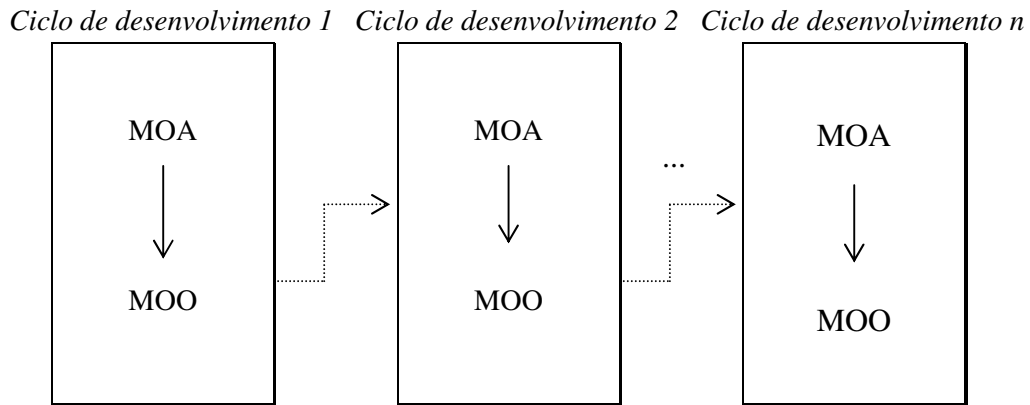 Ciclo de desenvolvimento 1 Ciclo de desenvolvimento 2 Ciclo de desenvolvimento n
MOA MOA ... MOA
MOO MOO MOO